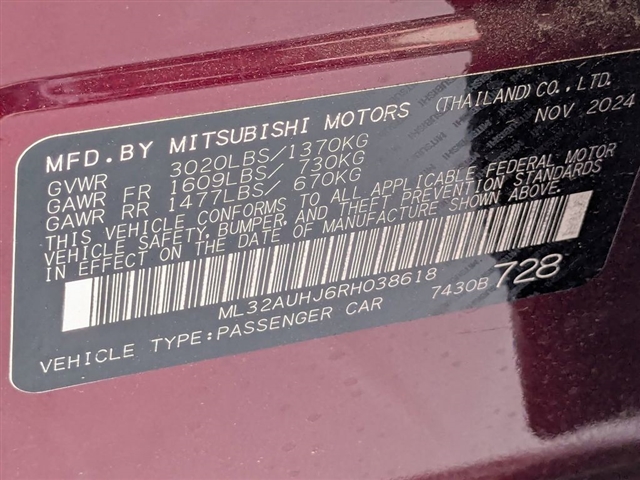 MFD.BY MITSUBISHI MOTORS (THAILAND)CO.,LTD.
NOV 2024
GVWR 3020LBS/1370KG
GAWR FR 1609LBS/ 730KG
GAWR RR 1477LBS/ 670KG
THIS VEHICLE CONFORMS TO ALL APPLICABLE FEDERAL MOTOR
VEHICLE SAFETY,BUMPER,AND THEFT PREVENTION STANDARDS
IN EFFECT ON THE DATE OF MANUFACTURE SHOWN ABOVE.
ML32AUHJ6RH038618 7430B 728
VEHICLE TYPE:PASSENGER CAR